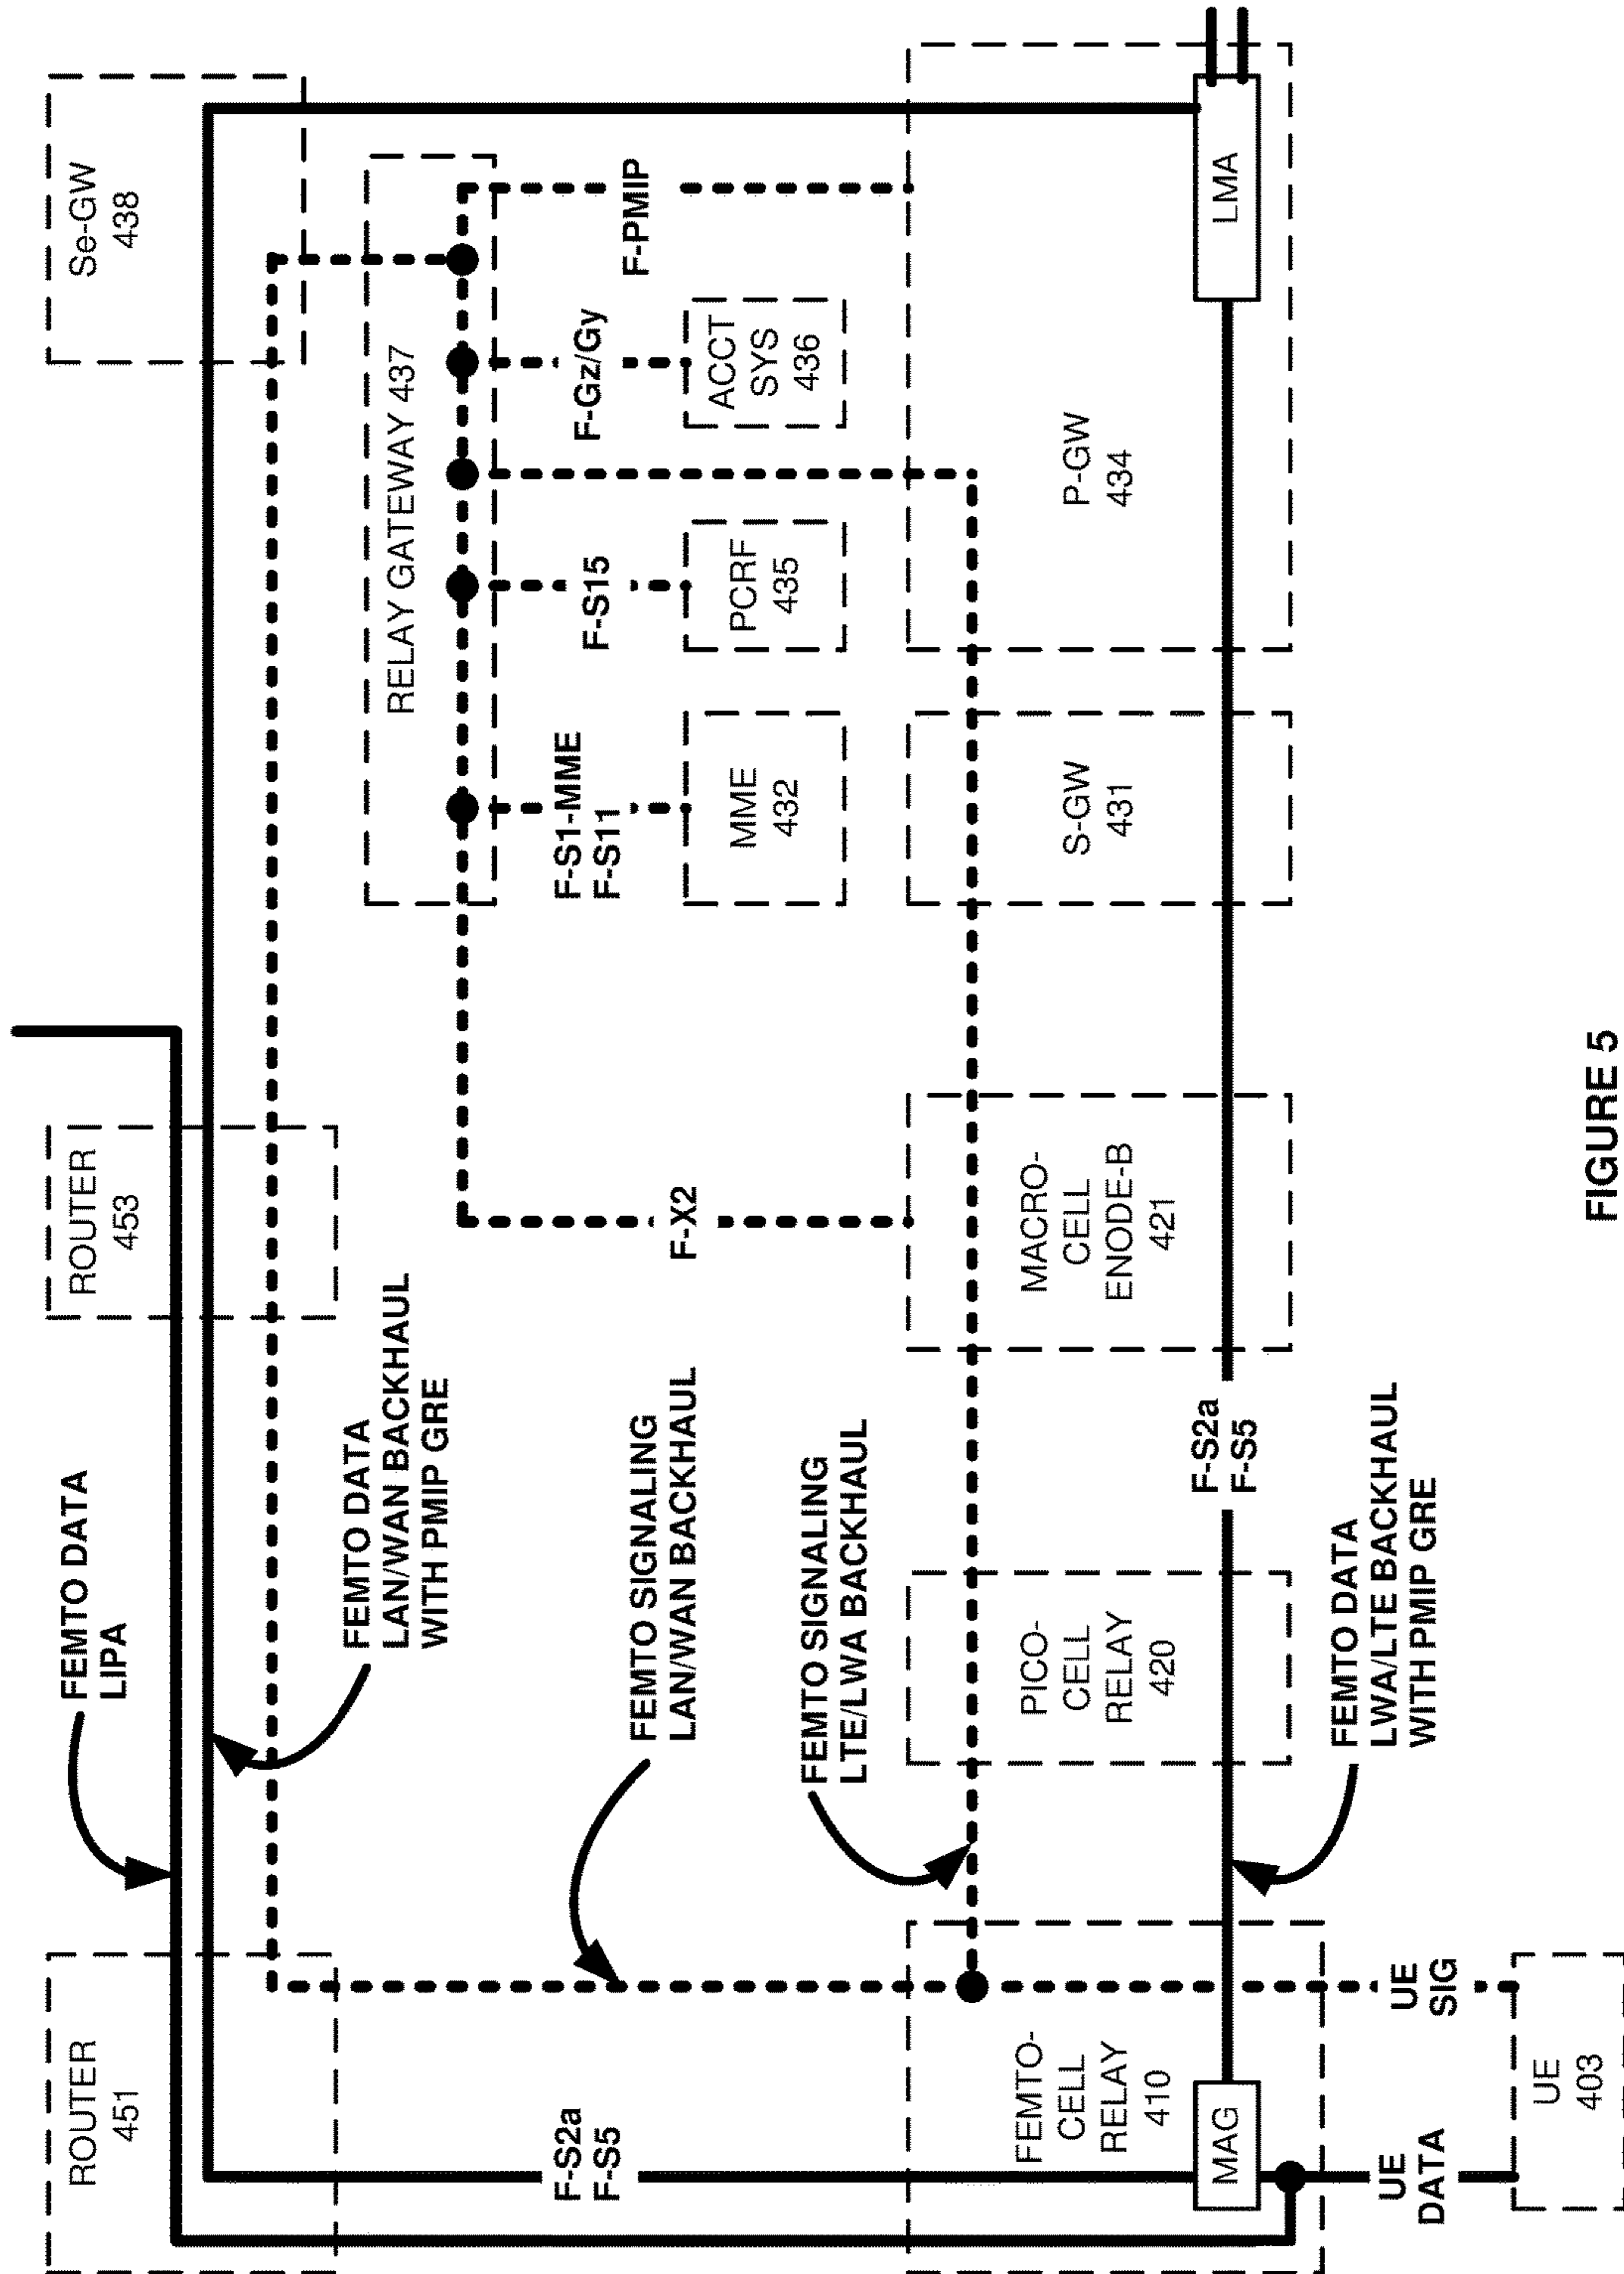 ROUTER
451
ROUTER
453
Se-GW
438
FEMTO DATA
LIPA
FEMTO DATA
LAN/WAN BACKHAUL
WITH PMIP GRE
RELAY GATEWAY 437
FEMTO SIGNALING
LAN/WAN BACKHAUL
F-S2a
F-S5
F-X2
F-S1-MME
F-S11
F-S15
F-Gz/Gy
F-PMIP
MME
432
PCRF
435
ACCT
SYS
436
FEMTO SIGNALING
LTE/LWA BACKHAUL
FEMTO-
CELL
RELAY
410
PICO-
CELL
RELAY
420
MACRO-
CELL
ENODE-B
421
S-GW
431
P-GW
434
MAG
F-S2a
F-S5
LMA
FEMTO DATA
LWA/LTE BACKHAUL
WITH PMIP GRE
UE
DATA
UE
SIG
UE
403
FIGURE 5